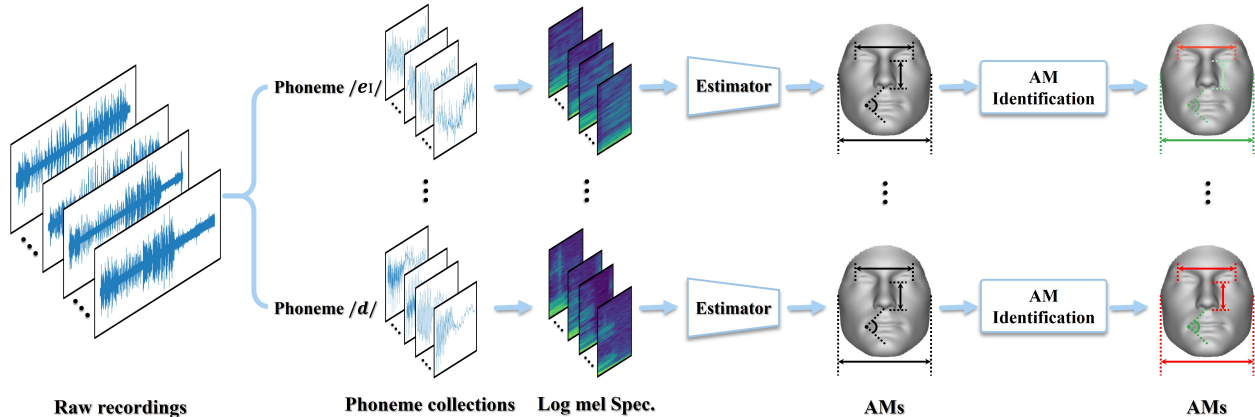 Phoneme /eɪ/
Estimator
AM
Identification
Phoneme /d/
Estimator
AM
Identification
Raw recordings
Phoneme collections
Log mel Spec.
AMs
AMs